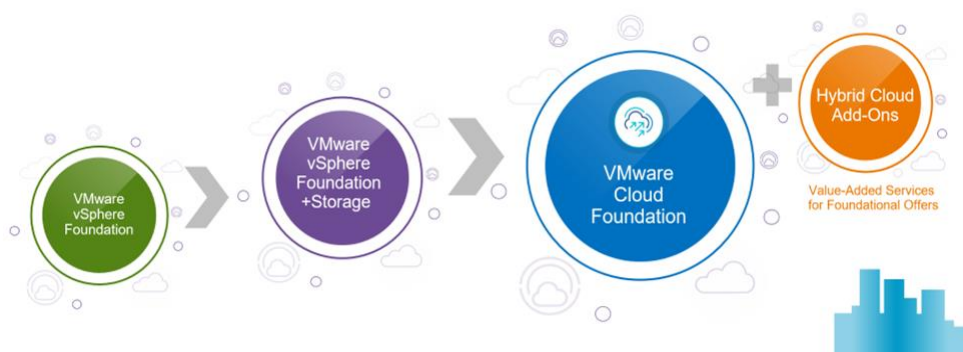 VMware
vSphere
Foundation
VMware
vSphere
Foundation
+Storage
VMware
Cloud
Foundation
Hybrid Cloud
Add-Ons
Value-Added Services
for Foundational Offers